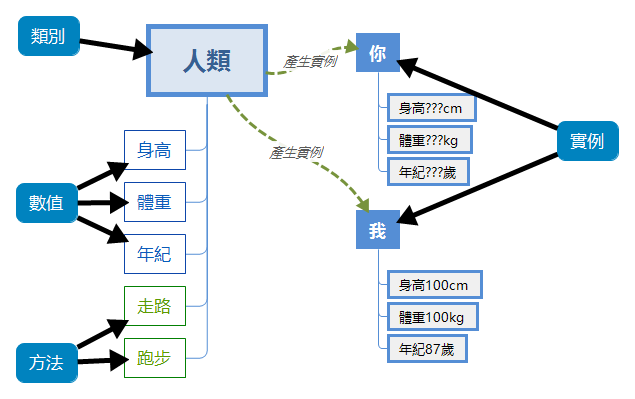 類別
人類
產生實例
你
身高???cm
體重???kg
年紀???歲
實例
身高
產生實例
數值
體重
年紀
我
身高100cm
體重100kg
年紀87歲
走路
方法
跑步